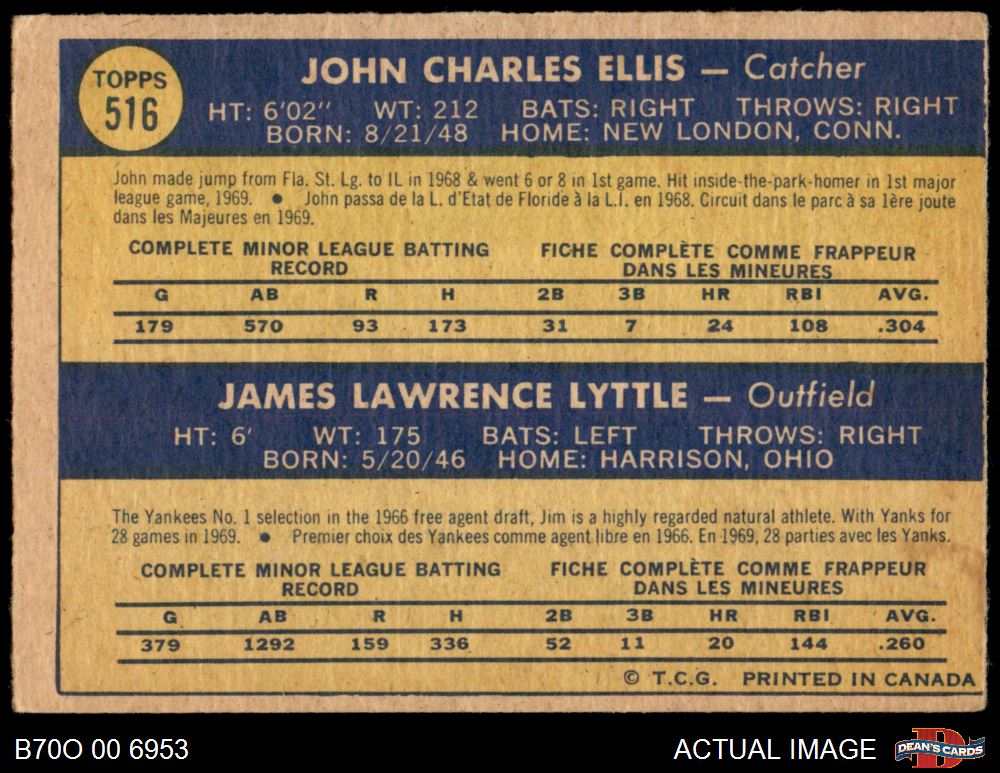 TOPPS
516
JOHN CHARLES ELLIS — Catcher
HT: 6'02" WT: 212 BATS: RIGHT THROWS: RIGHT
BORN: 8/21/48 HOME: NEW LONDON, CONN.
John made jump from Fla. St. Lg. to IL in 1968 & went 6 or 8 in 1st game. Hit inside-the-park-homer in 1st major
league game, 1969. ● John passa de la L. d'Etat de Floride à la L.I. en 1968. Circuit dans le parc à sa 1ère joute
dans les Majeures en 1969.
COMPLETE MINOR LEAGUE BATTING RECORD
FICHE COMPLÈTE COMME FRAPPEUR DANS LES MINEURES
G AB R H 2B 3B HR RBI AVG.
179 570 93 173 31 7 24 108 .304
JAMES LAWRENCE LYTTLE — Outfield
HT: 6' WT: 175 BATS: LEFT THROWS: RIGHT
BORN: 5/20/46 HOME: HARRISON, OHIO
The Yankees No. 1 selection in the 1966 free agent draft, Jim is a highly regarded natural athlete. With Yanks for
28 games in 1969. ● Premier choix des Yankees comme agent libre en 1966. En 1969, 28 parties avec les Yanks.
COMPLETE MINOR LEAGUE BATTING RECORD
FICHE COMPLÈTE COMME FRAPPEUR DANS LES MINEURES
G AB R H 2B 3B HR RBI AVG.
379 1292 159 336 52 11 20 144 .260
© T.C.G. PRINTED IN CANADA
B70O 00 6953
ACTUAL IMAGE
D
DEAN'S CARDS